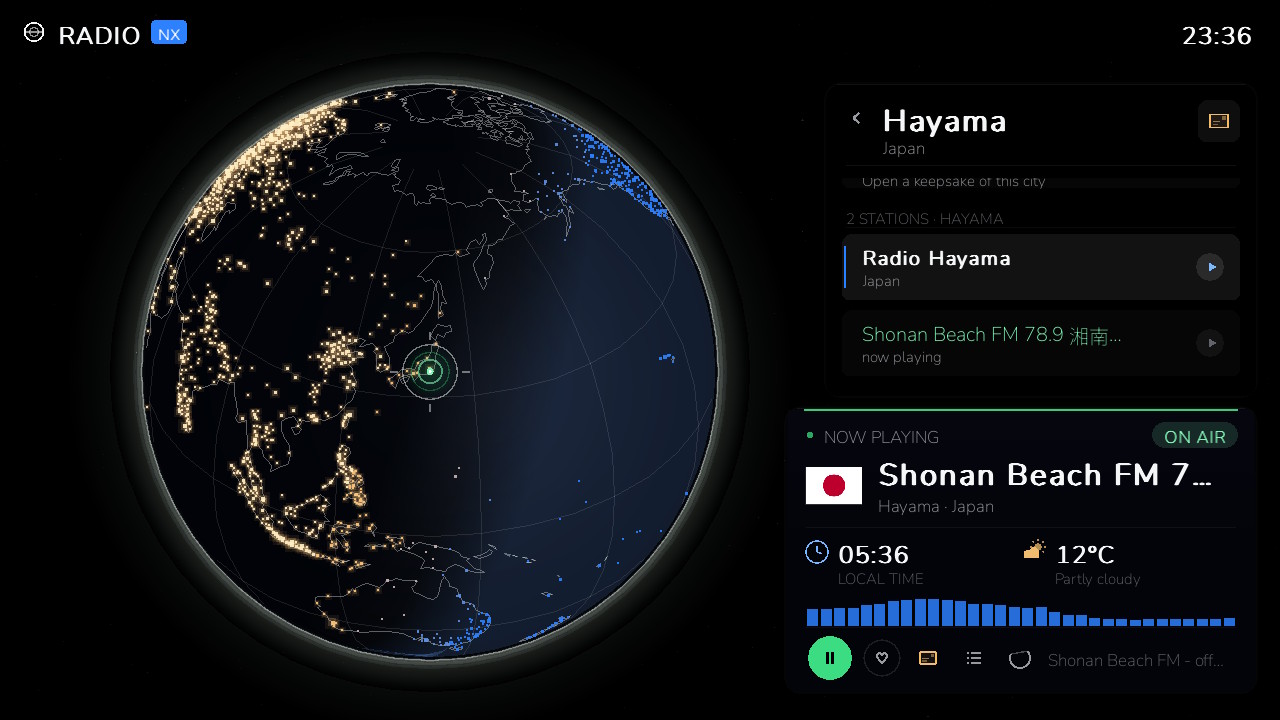 RADIO NX
23:36
Hayama
Japan
Open a keepsake of this city
2 STATIONS · HAYAMA
Radio Hayama
Japan
Shonan Beach FM 78.9 湘南...
now playing
NOW PLAYING
ON AIR
Shonan Beach FM 7...
Hayama · Japan
05:36
LOCAL TIME
12°C
Partly cloudy
Shonan Beach FM - off...